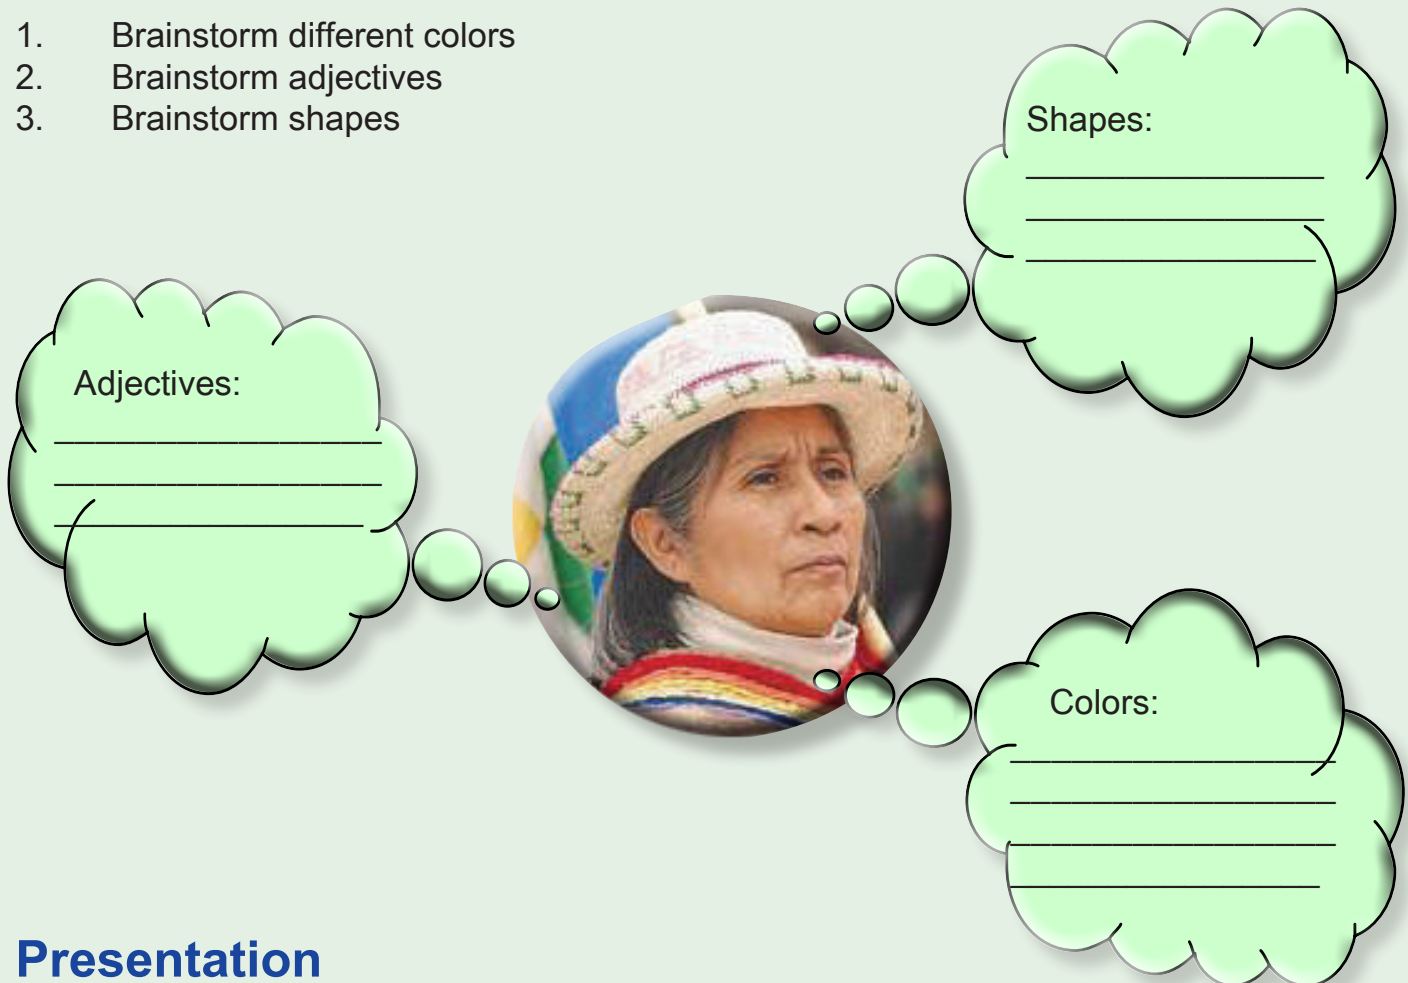 1. Brainstorm different colors
2. Brainstorm adjectives
3. Brainstorm shapes
Shapes:
Adjectives:
Colors:
Presentation